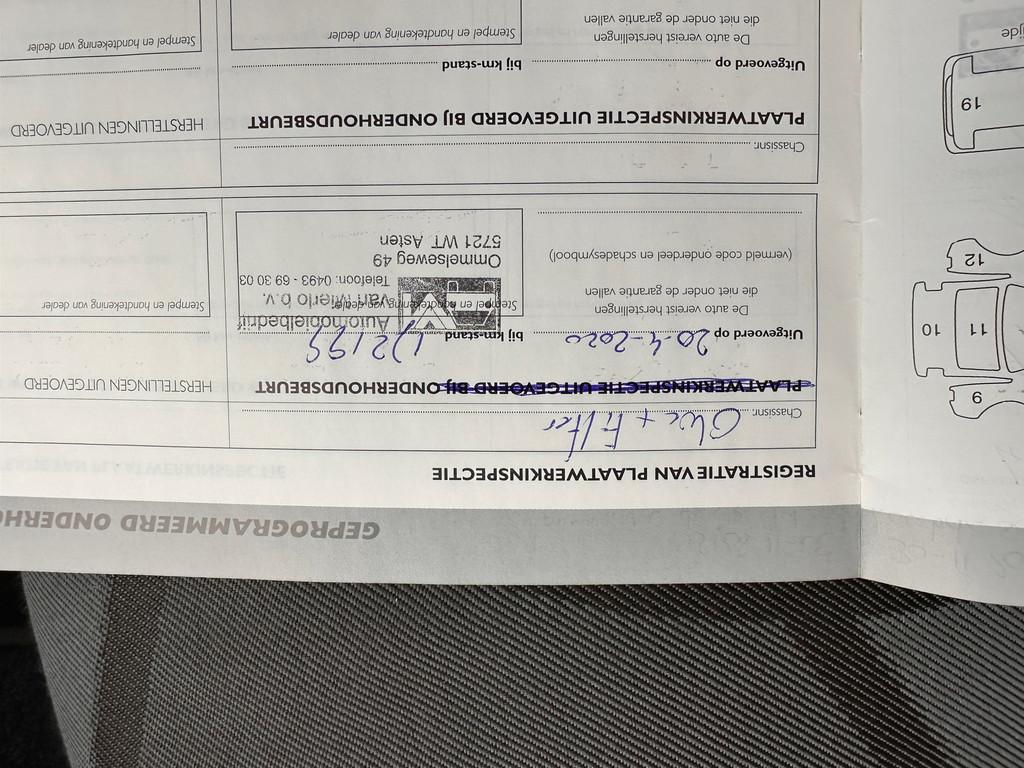 GEPROGRAMMEERD ONDERH
REGISTRATIE VAN PLAATWERKINSPECTIE
Chassisnr:
Olie + Filter
PLAATWERKINSPECTIE UITGEVOERD BIJ ONDERHOUDSBEURT
HERSTELLINGEN UITGEVOERD
Uitgevoerd op 20-4-2020 bij km-stand
De auto vereist herstellingen
die niet onder de garantie vallen
(vermeld code onderdeel en schadesymbool)
Stempel en handtekening van dealer
Automobielbedrijf
van Mierlo b.v.
Telefoon: 0493 - 69 30 03
Ommelseweg 49
5721 WT Asten
Stempel en handtekening van dealer
Chassisnr:
PLAATWERKINSPECTIE UITGEVOERD BIJ ONDERHOUDSBEURT
HERSTELLINGEN UITGEVOERD
Uitgevoerd op bij km-stand
De auto vereist herstellingen
die niet onder de garantie vallen
Stempel en handtekening van dealer
Stempel en handtekening van dealer
9
10
11
12
19